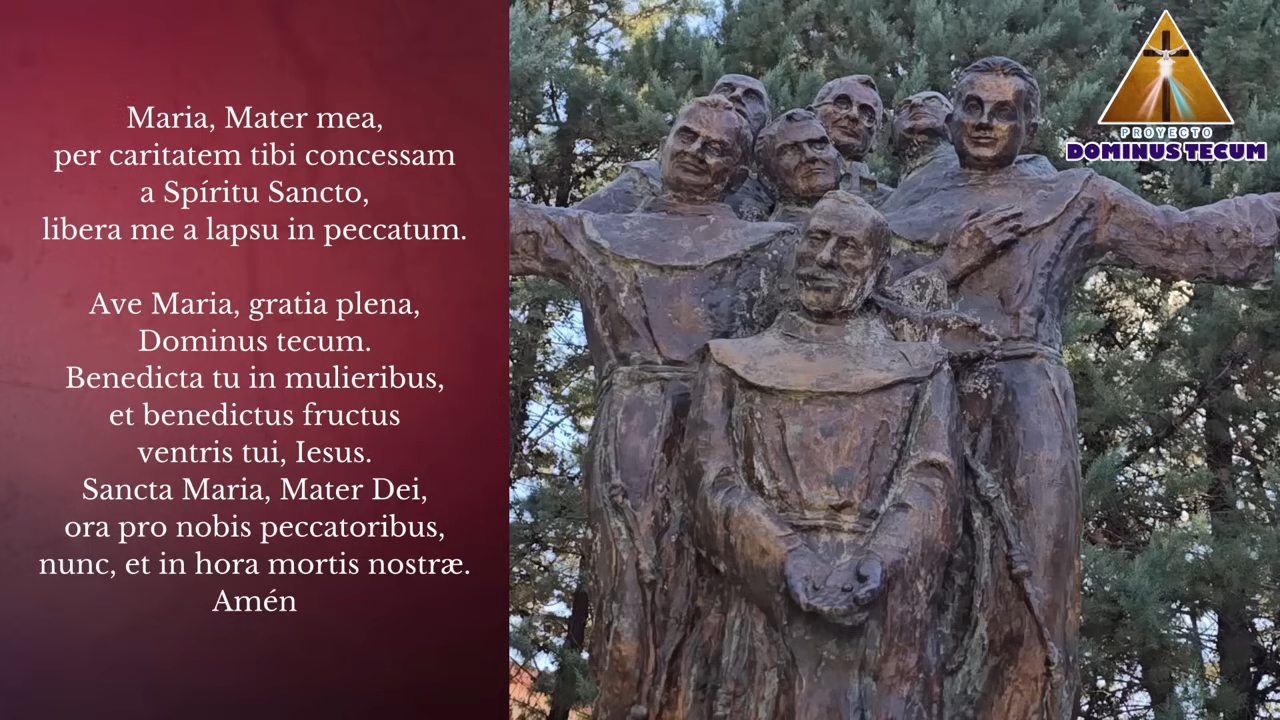 Maria, Mater mea,
per caritatem tibi concessam
a Spíritu Sancto,
libera me a lapsu in peccatum.
Ave Maria, gratia plena,
Dominus tecum.
Benedicta tu in mulieribus,
et benedictus fructus
ventris tui, Iesus.
Sancta Maria, Mater Dei,
ora pro nobis peccatoribus,
nunc, et in hora mortis nostræ.
Amén
PROYECTO
DOMINUS TECUM